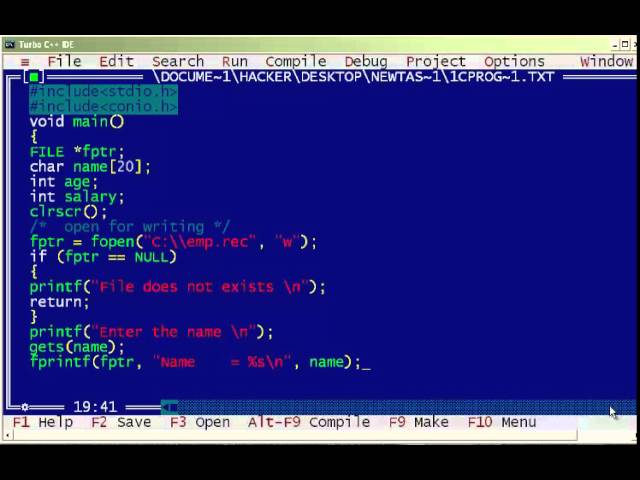 Turbo C++ IDE
≡ File Edit Search Run Compile Debug Project Options Window
\DOCUME~1\HACKER\DESKTOP\NEWTAS~1\1CPROG~1.TXT
#include<stdio.h>
#include<conio.h>
void main()
{
FILE *fptr;
char name[20];
int age;
int salary;
clrscr();
/*  open for writing */
fptr = fopen("C:\\emp.rec", "w");
if (fptr == NULL)
{
printf("File does not exists \n");
return;
}
printf("Enter the name \n");
gets(name);
fprintf(fptr, "Name    = %s\n", name);_
19:41
F1 Help F2 Save F3 Open Alt-F9 Compile F9 Make F10 Menu